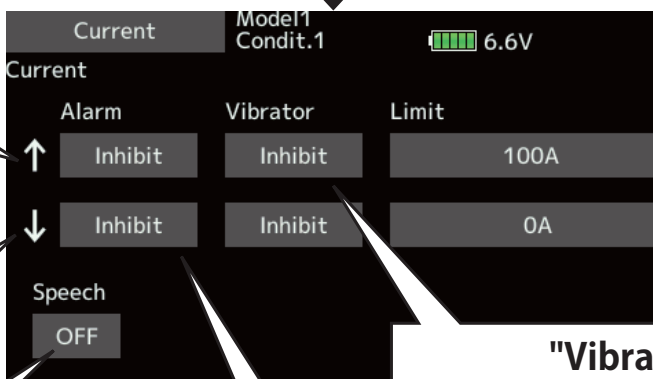 Current
Model1
Condit.1
6.6V
Current
Alarm Vibrator Limit
↑ Inhibit Inhibit 100A
↓ Inhibit Inhibit 0A
Speech
OFF
"Vibra